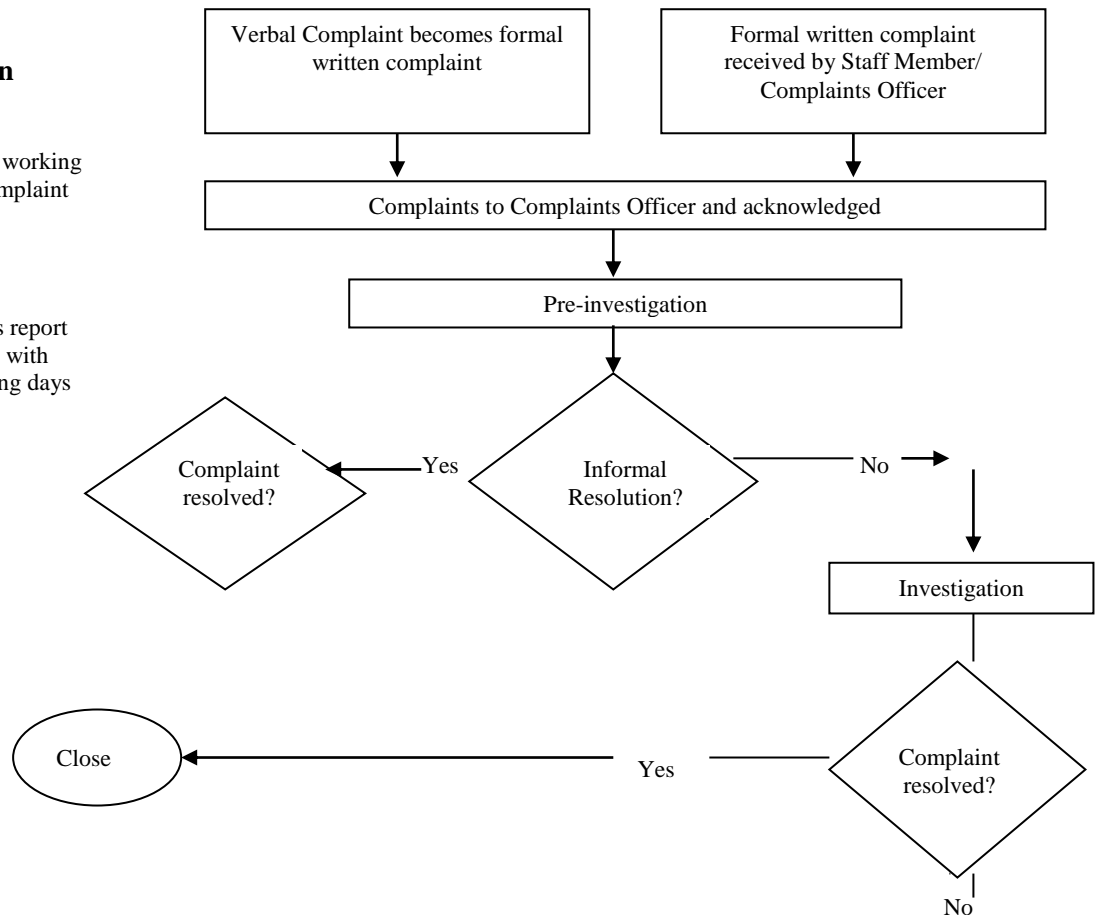 n
working
mplaint
s report
with
ng days
Verbal Complaint becomes formal
written complaint
Formal written complaint
received by Staff Member/
Complaints Officer
Complaints to Complaints Officer and acknowledged
Pre-investigation
Complaint
resolved?
Yes
Informal
Resolution?
No
Investigation
Close
Yes
Complaint
resolved?
No